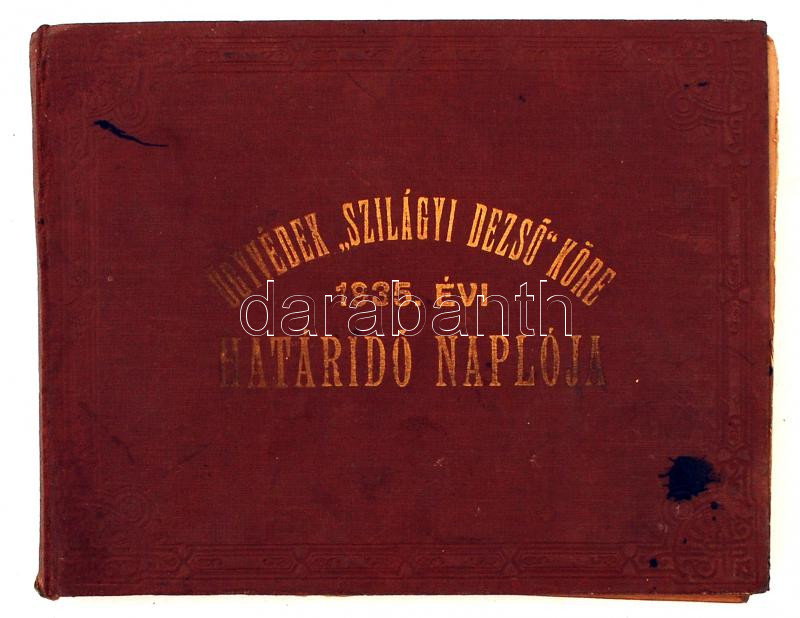 ÜGYVÉDEK „SZILÁGYI DEZSŐ“ KÖRE
1935. ÉVI
HATÁRIDŐ NAPLÓJA
darabanth